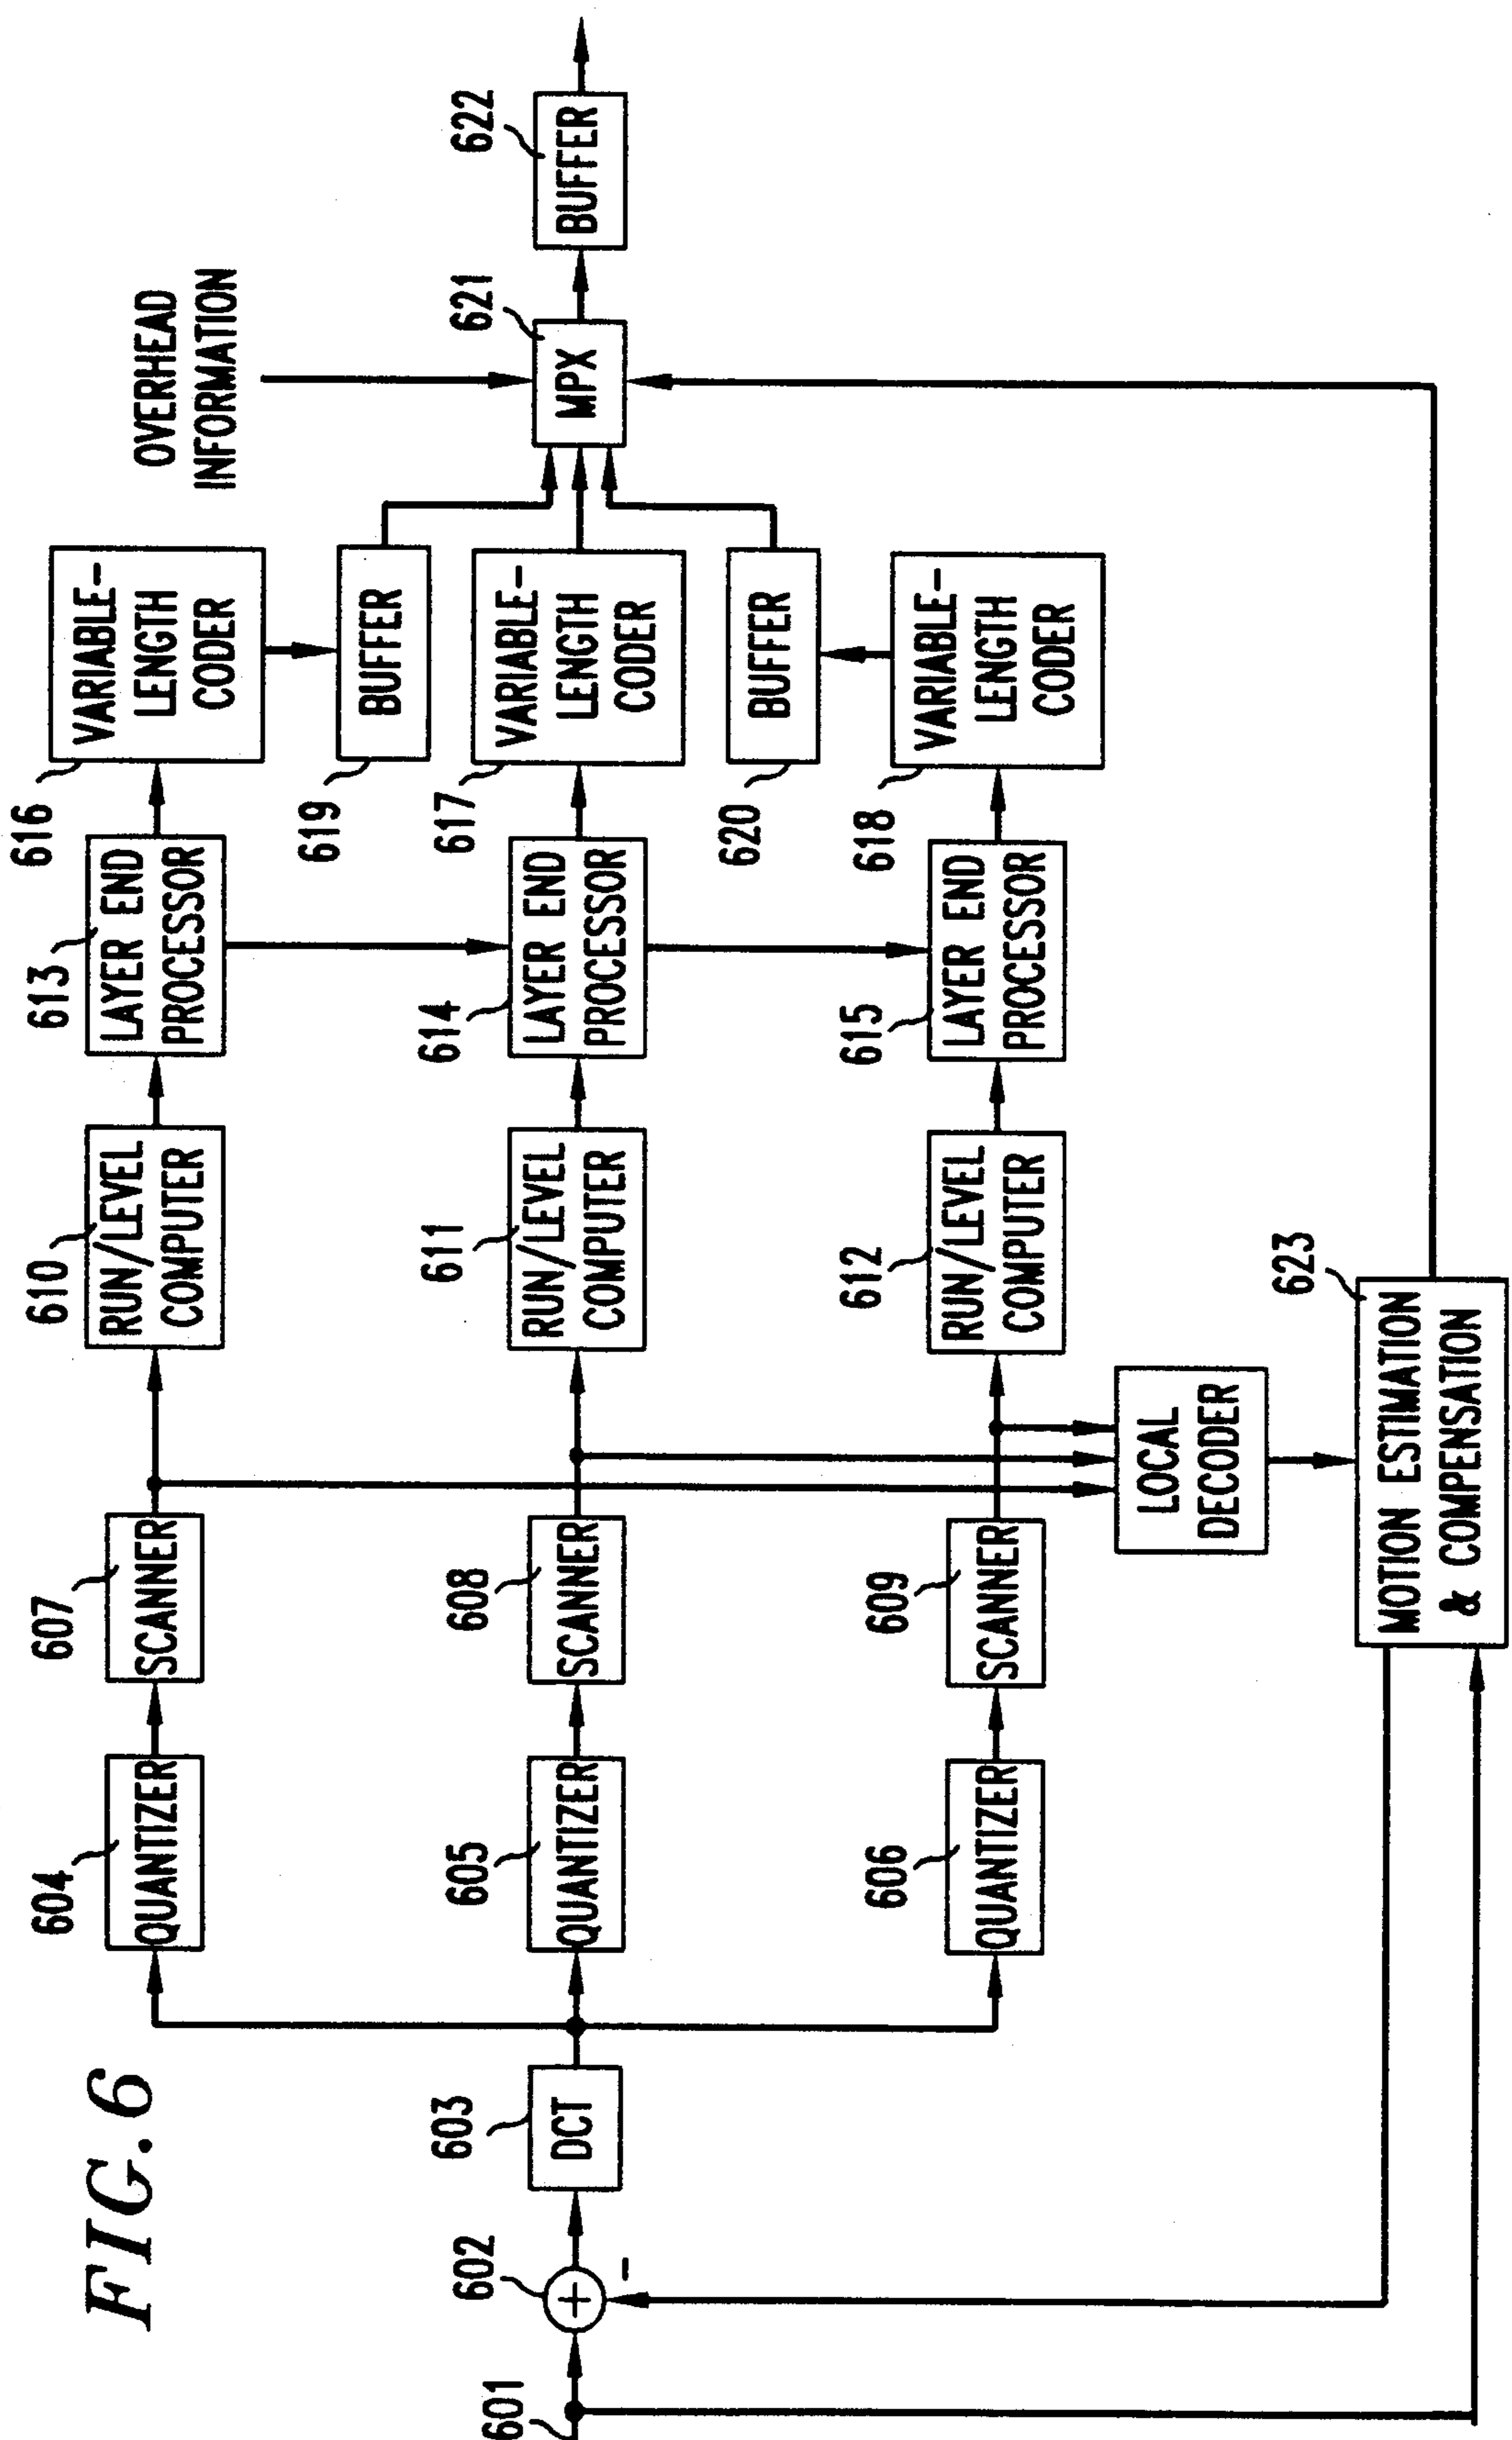 FIG. 6
601
602
+
−
603
DCT
604
QUANTIZER
607
SCANNER
610
RUN/LEVEL
COMPUTER
613
LAYER END
PROCESSOR
616
VARIABLE-
LENGTH
CODER
619
BUFFER
OVERHEAD
INFORMATION
605
QUANTIZER
608
SCANNER
611
RUN/LEVEL
COMPUTER
614
LAYER END
PROCESSOR
617
VARIABLE-
LENGTH
CODER
621
MPX
622
BUFFER
620
BUFFER
606
QUANTIZER
609
SCANNER
612
RUN/LEVEL
COMPUTER
615
LAYER END
PROCESSOR
618
VARIABLE-
LENGTH
CODER
LOCAL
DECODER
623
MOTION ESTIMATION
& COMPENSATION